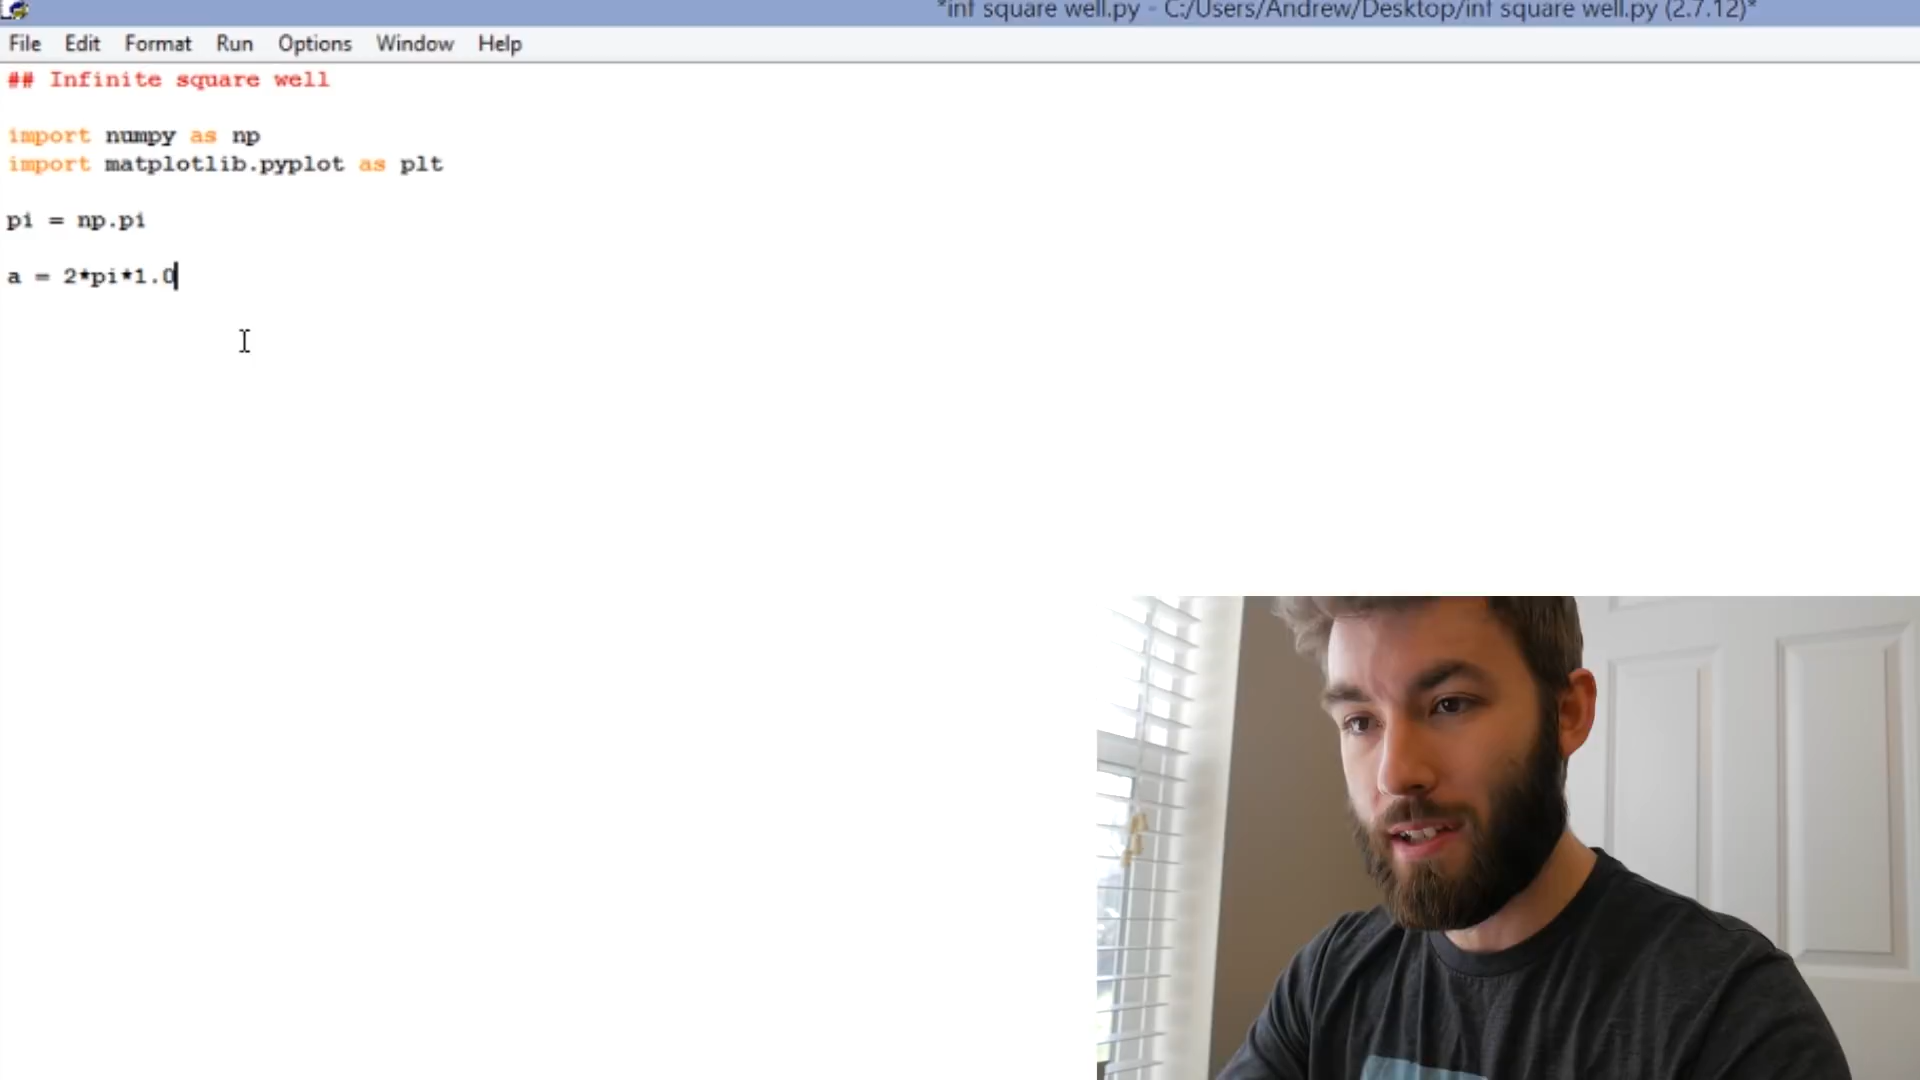 *inf square well.py - C:/Users/Andrew/Desktop/inf square well.py (2.7.12)*
File Edit Format Run Options Window Help
## Infinite square well
import numpy as np
import matplotlib.pyplot as plt
pi = np.pi
a = 2*pi*1.0